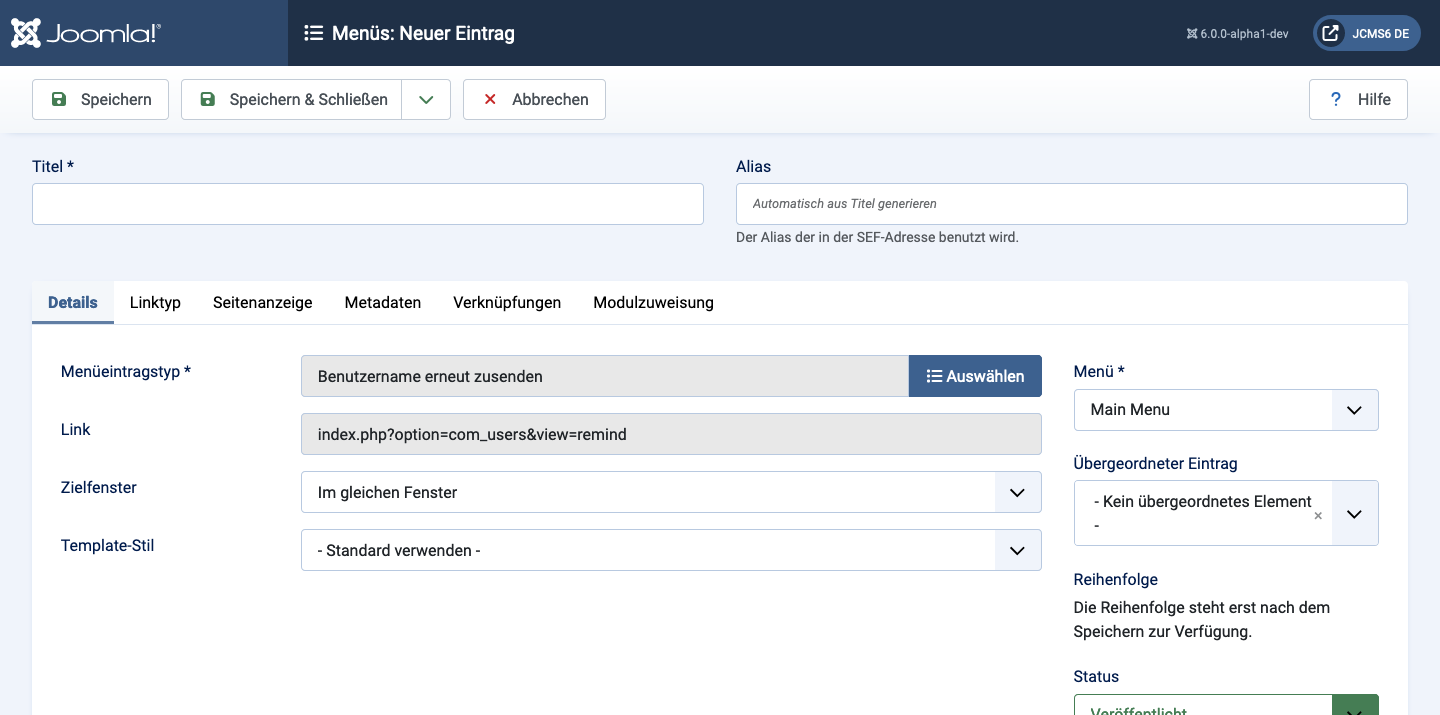 Joomla!®
Menüs: Neuer Eintrag
6.0.0-alpha1-dev
JCMS6 DE
Speichern
Speichern & Schließen
Abbrechen
? Hilfe
Titel *
Alias
Automatisch aus Titel generieren
Der Alias der in der SEF-Adresse benutzt wird.
Details
Linktyp
Seitenanzeige
Metadaten
Verknüpfungen
Modulzuweisung
Menüeintragstyp *
Benutzername erneut zusenden
Auswählen
Link
index.php?option=com_users&view=remind
Zielfenster
Im gleichen Fenster
Template-Stil
- Standard verwenden -
Menü *
Main Menu
Übergeordneter Eintrag
- Kein übergeordnetes Element
-
×
Reihenfolge
Die Reihenfolge steht erst nach dem
Speichern zur Verfügung.
Status
Veröffentlicht